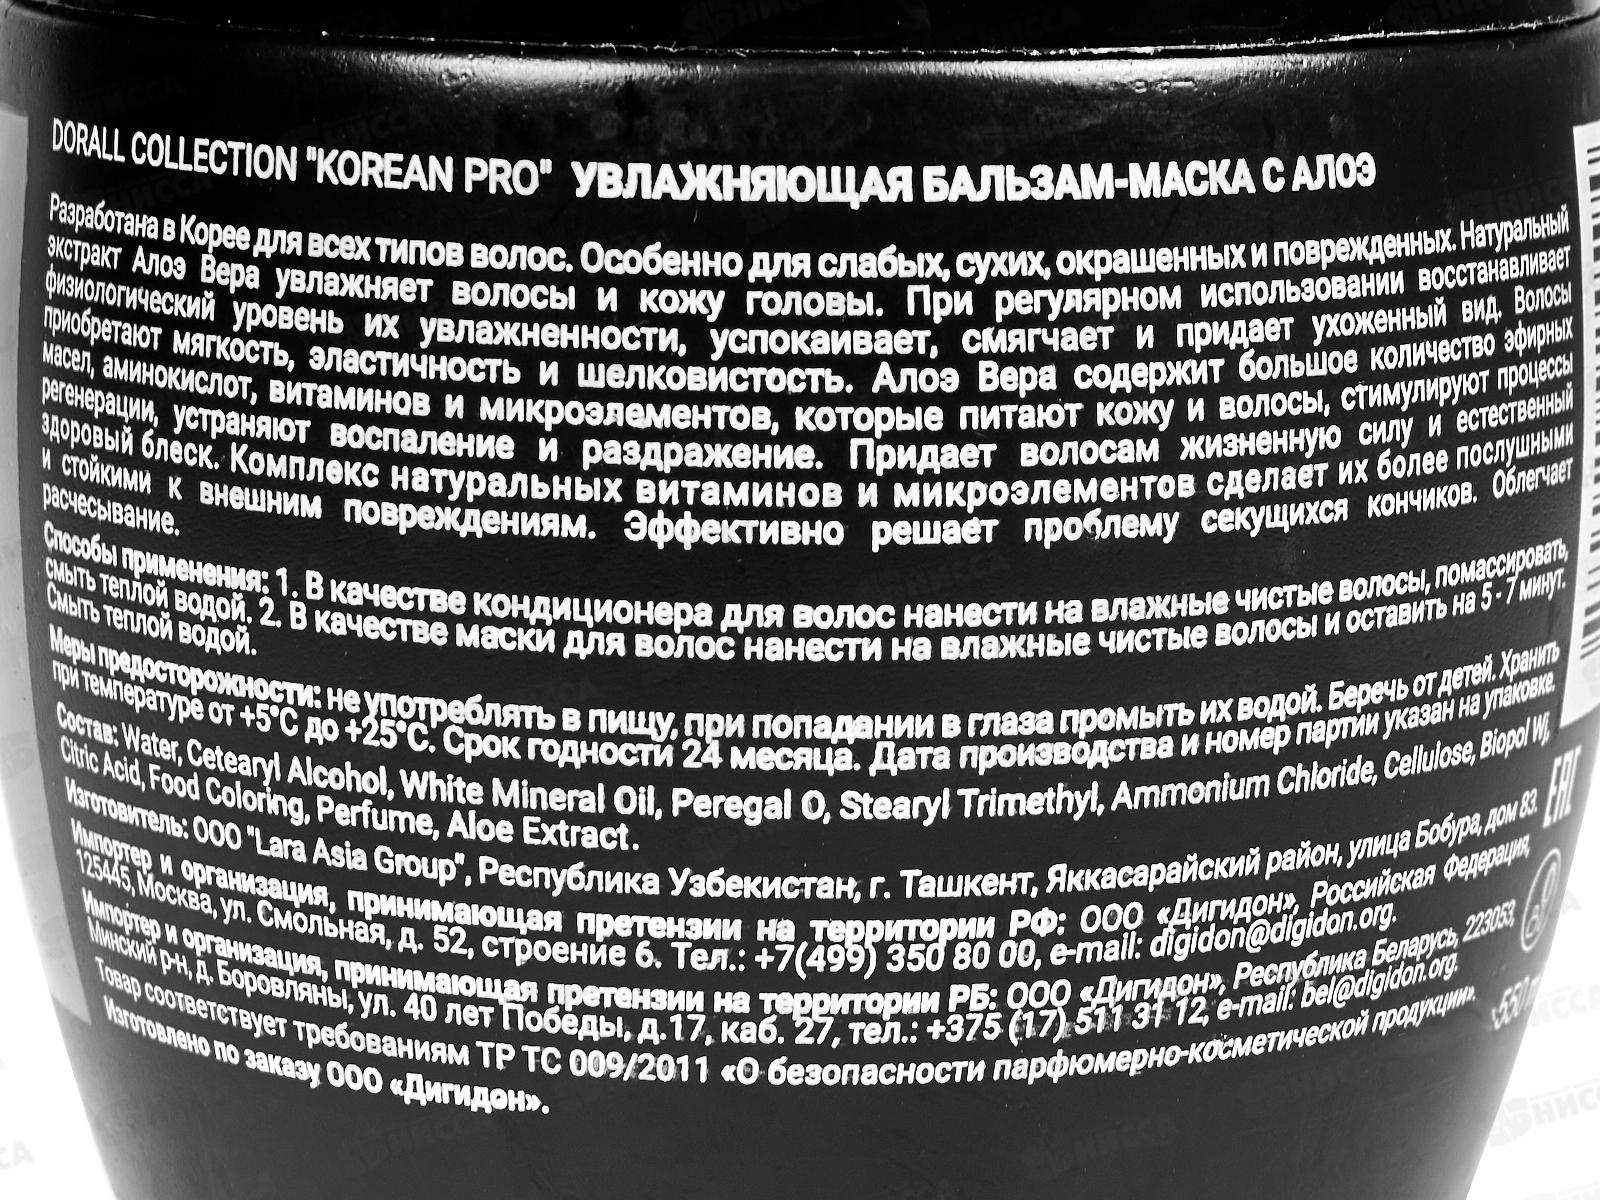 DORALL COLLECTION "KOREAN PRO" УВЛАЖНЯЮЩАЯ БАЛЬЗАМ-МАСКА С АЛОЭ
Разработана в Корее для всех типов волос. Особенно для слабых, сухих, окрашенных и поврежденных. Натуральный
экстракт Алоэ Вера увлажняет волосы и кожу головы. При регулярном использовании восстанавливает
физиологический уровень их увлажненности, успокаивает, смягчает и придает ухоженный вид. Волосы
приобретают мягкость, эластичность и шелковистость. Алоэ Вера содержит большое количество эфирных
масел, аминокислот, витаминов и микроэлементов, которые питают кожу и волосы, стимулируют процессы
регенерации, устраняют воспаление и раздражение. Придает волосам жизненную силу и естественный
здоровый блеск. Комплекс натуральных витаминов и микроэлементов сделает их более послушными
и стойкими к внешним повреждениям. Эффективно решает проблему секущихся кончиков. Облегчает
расчесывание.
Способы применения: 1. В качестве кондиционера для волос нанести на влажные чистые волосы, помассировать,
смыть теплой водой. 2. В качестве маски для волос нанести на влажные чистые волосы и оставить на 5 - 7 минут.
Смыть теплой водой.
Меры предосторожности: не употреблять в пищу, при попадании в глаза промыть их водой. Беречь от детей. Хранить
при температуре от +5°С до +25°С. Срок годности 24 месяца. Дата производства и номер партии указан на упаковке.
Состав: Water, Cetearyl Alcohol, White Mineral Oil, Peregal O, Stearyl Trimethyl, Ammonium Chloride, Cellulose, Biopol Wj,
Citric Acid, Food Coloring, Perfume, Aloe Extract.
Изготовитель: ООО "Lara Asia Group", Республика Узбекистан, г. Ташкент, Яккасарайский район, улица Бобура, дом 83.
Импортер и организация, принимающая претензии на территории РФ: ООО «Дигидон», Российская Федерация,
125445, Москва, ул. Смольная, д. 52, строение 6. Тел.: +7(499) 350 80 00, e-mail: digidon@digidon.org.
Импортер и организация, принимающая претензии на территории РБ: ООО «Дигидон», Республика Беларусь, 223053,
Минский р-н, д. Боровляны, ул. 40 лет Победы, д.17, каб. 27, тел.: +375 (17) 511 31 12, e-mail: bel@digidon.org.
Товар соответствует требованиям ТР ТС 009/2011 «О безопасности парфюмерно-косметической продукции».
Изготовлено по заказу ООО «Дигидон».
EAC
НИССА